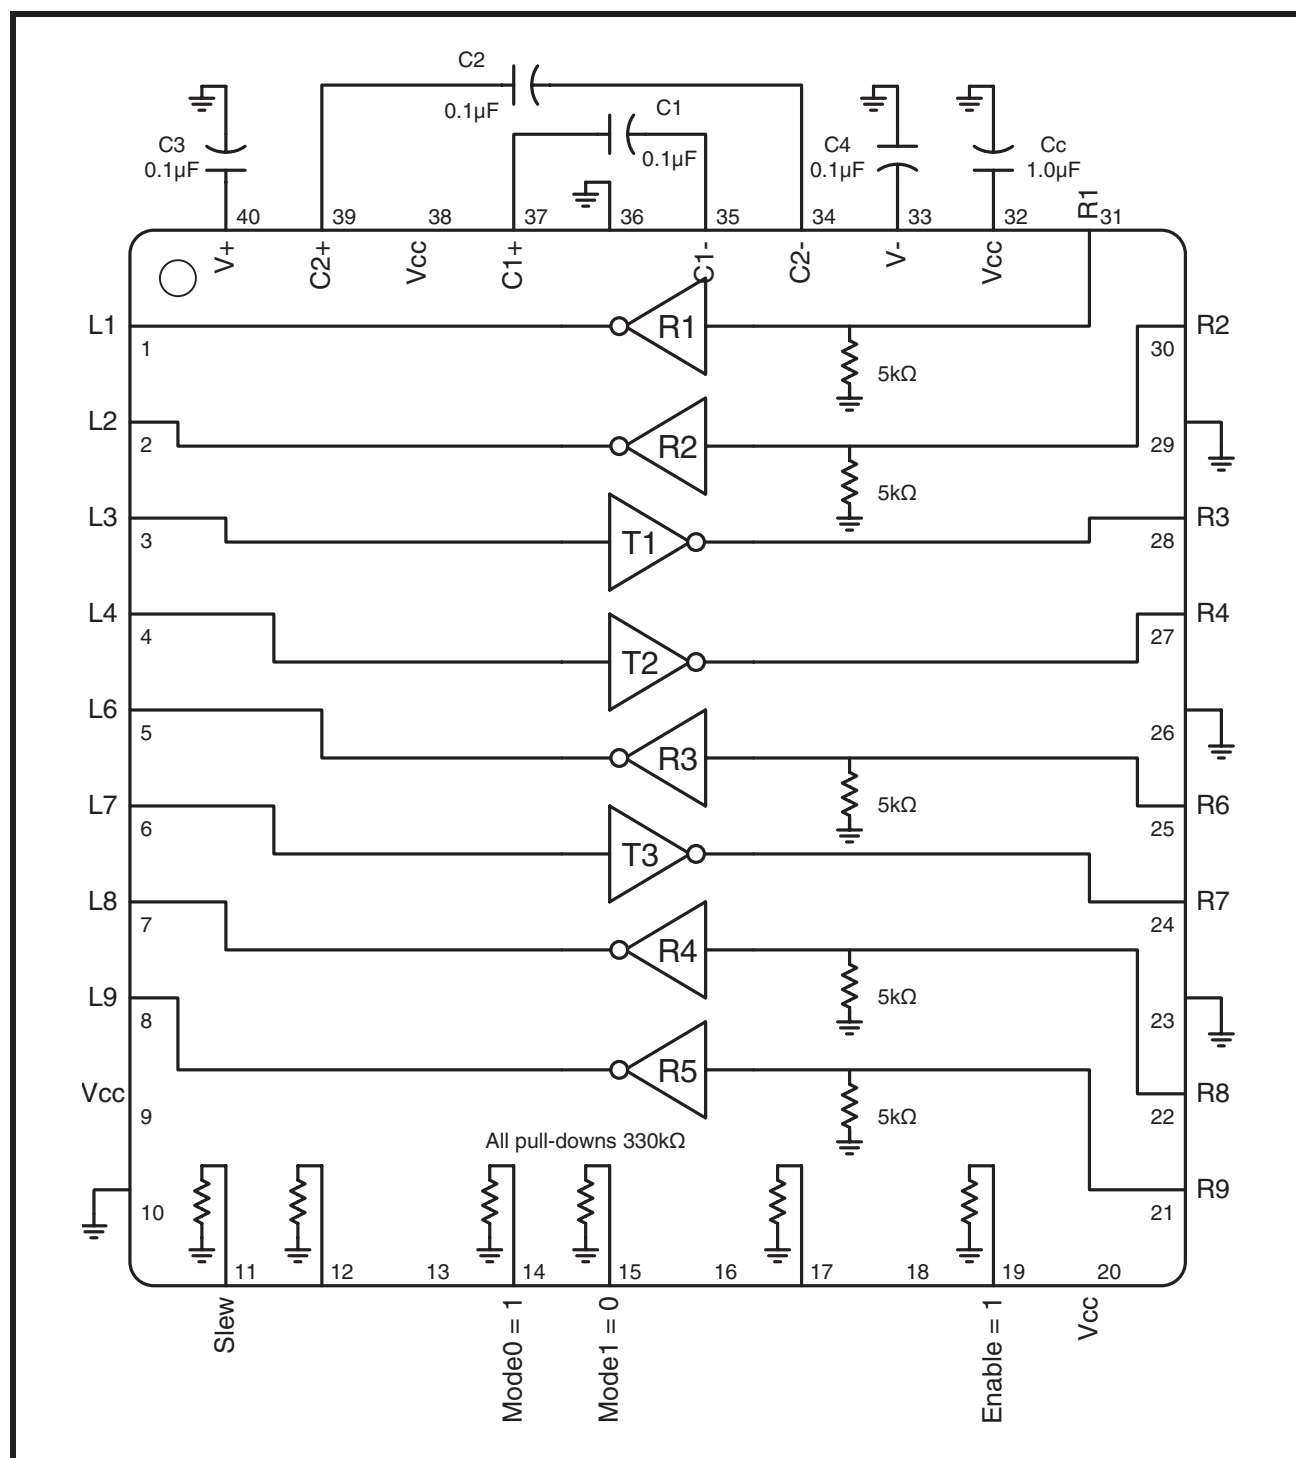 C2
0.1µF
C1
0.1µF
C3
0.1µF
C4
0.1µF
Cc
1.0µF
40
39
38
37
36
35
34
33
32
R1
31
V+
C2+
Vcc
C1+
C1-
C2-
V-
Vcc
L1
1
R1
5kΩ
R2
30
L2
2
R2
5kΩ
29
L3
3
T1
R3
28
L4
4
T2
R4
27
L6
5
R3
5kΩ
26
R6
25
L7
6
T3
R7
24
L8
7
R4
5kΩ
23
L9
8
R5
5kΩ
R8
22
Vcc
9
All pull-downs 330kΩ
R9
21
10
11
12
13
14
15
16
17
18
19
20
Slew
Mode0 = 1
Mode1 = 0
Enable = 1
Vcc